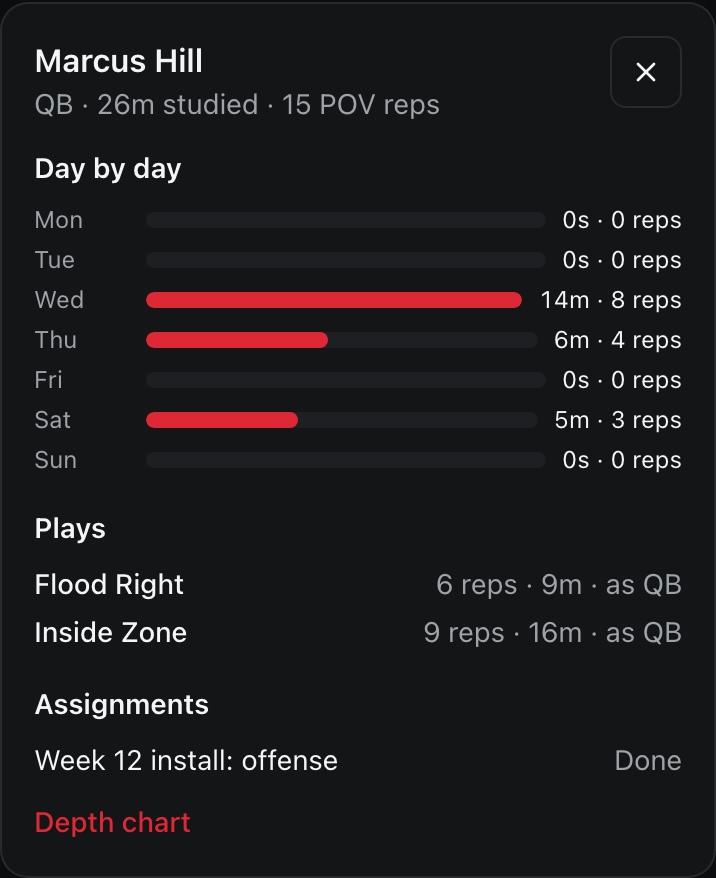 Marcus Hill
QB · 26m studied · 15 POV reps
Day by day
Mon 0s · 0 reps
Tue 0s · 0 reps
Wed 14m · 8 reps
Thu 6m · 4 reps
Fri 0s · 0 reps
Sat 5m · 3 reps
Sun 0s · 0 reps
Plays
Flood Right 6 reps · 9m · as QB
Inside Zone 9 reps · 16m · as QB
Assignments
Week 12 install: offense Done
Depth chart